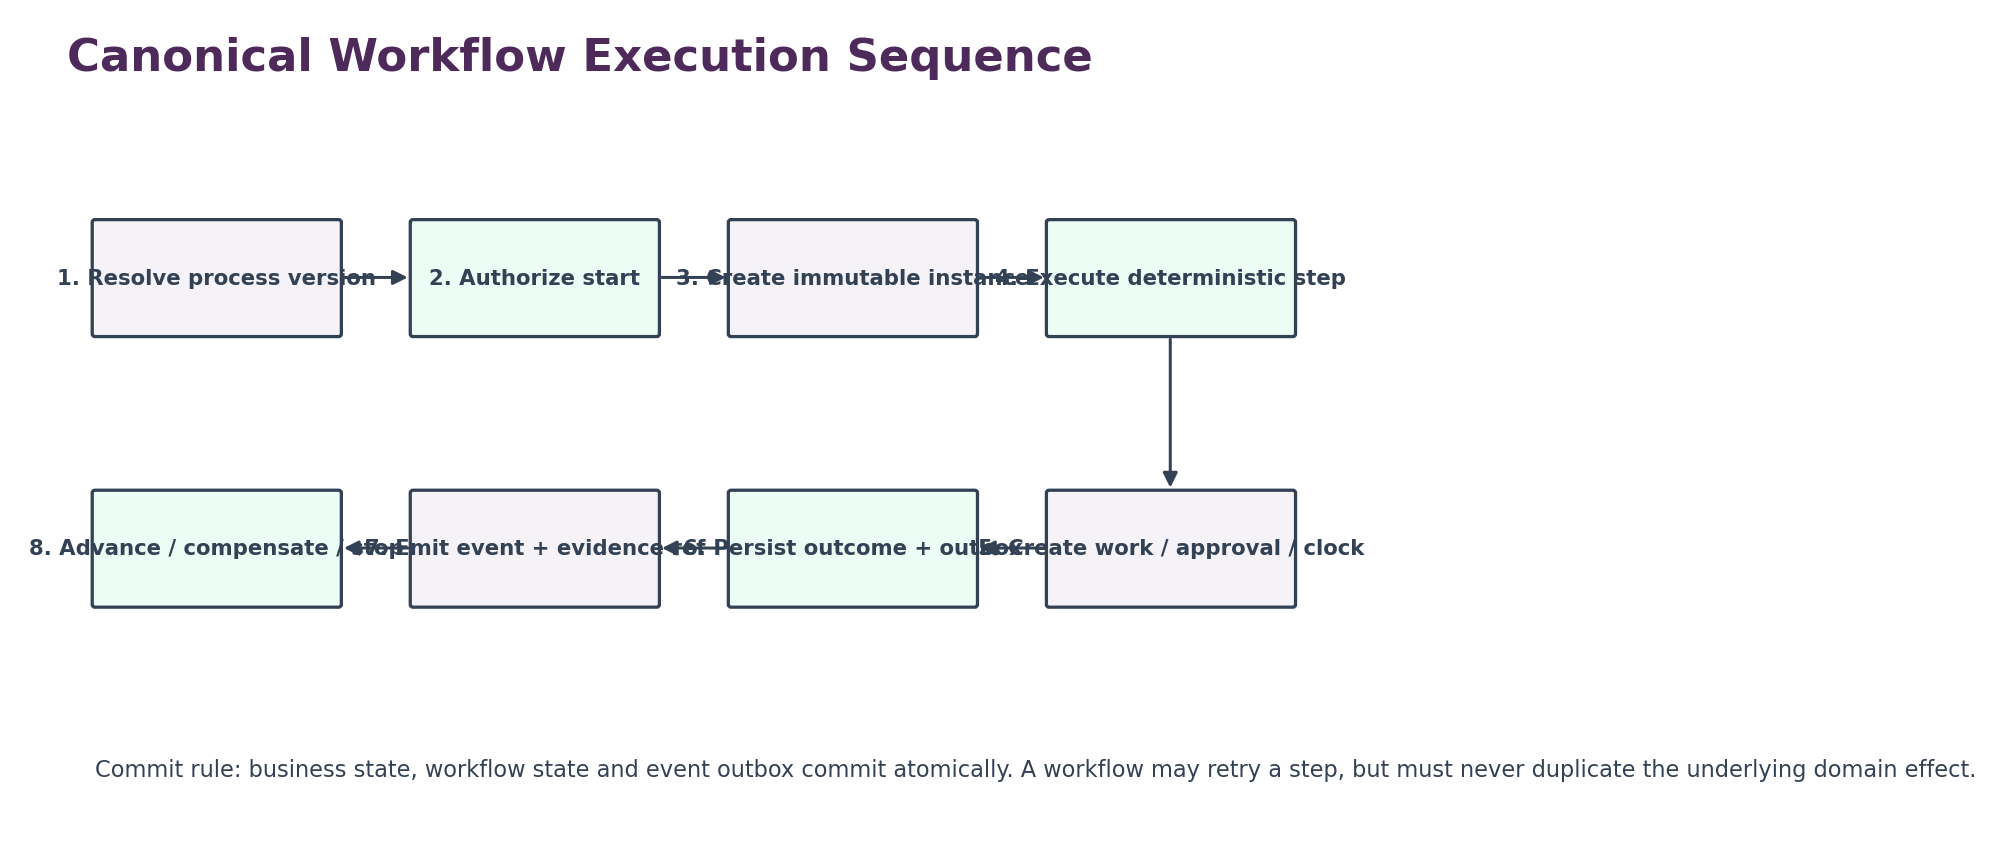 Canonical Workflow Execution Sequence
1. Resolve process version
2. Authorize start
3. Create immutable instance
4. Execute deterministic step
5. Create work / approval / clock
6. Persist outcome + outbox
7. Emit event + evidence ref
8. Advance / compensate / stop
Commit rule: business state, workflow state and event outbox commit atomically. A workflow may retry a step, but must never duplicate the underlying domain effect.